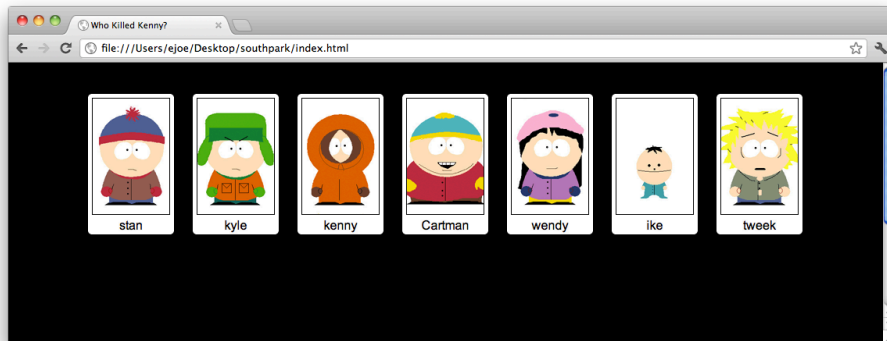 Who Killed Kenny?
file:///Users/ejoe/Desktop/southpark/index.html
stan kyle kenny Cartman wendy ike tweek